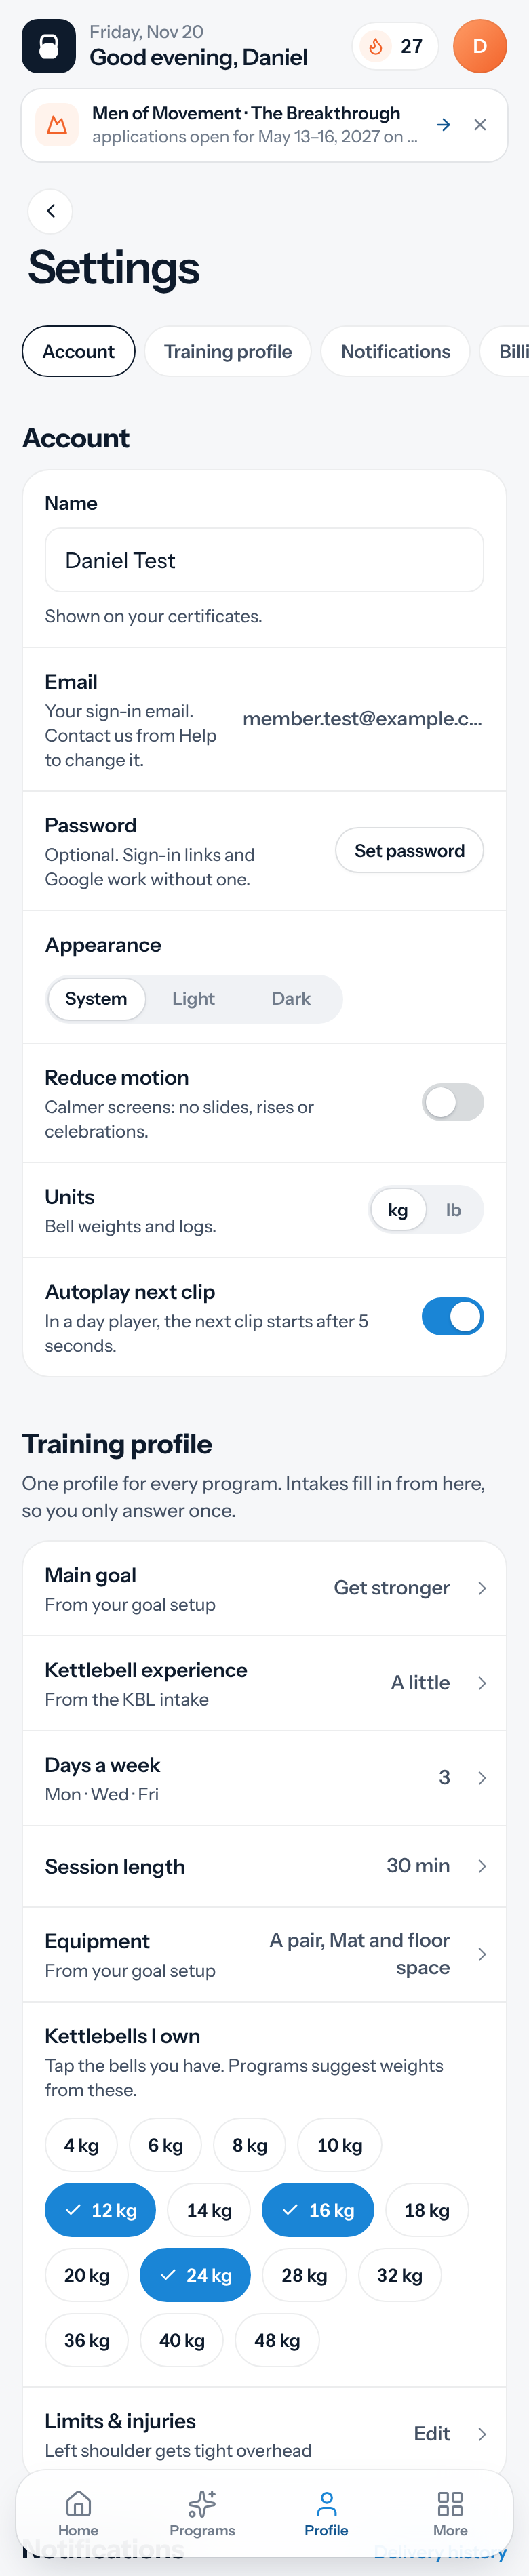 Friday, Nov 20
Good evening, Daniel
27
D
Men of Movement · The Breakthrough
applications open for May 13–16, 2027 on ...
Settings
Account
Training profile
Notifications
Billi
Account
Name
Daniel Test
Shown on your certificates.
Email
Your sign-in email.
Contact us from Help
to change it.
member.test@example.c...
Password
Optional. Sign-in links and
Google work without one.
Set password
Appearance
System
Light
Dark
Reduce motion
Calmer screens: no slides, rises or
celebrations.
Units
Bell weights and logs.
kg
lb
Autoplay next clip
In a day player, the next clip starts after 5
seconds.
Training profile
One profile for every program. Intakes fill in from here,
so you only answer once.
Main goal
From your goal setup
Get stronger
Kettlebell experience
From the KBL intake
A little
Days a week
Mon · Wed · Fri
3
Session length
30 min
Equipment
From your goal setup
A pair, Mat and floor
space
Kettlebells I own
Tap the bells you have. Programs suggest weights
from these.
4 kg
6 kg
8 kg
10 kg
12 kg
14 kg
16 kg
18 kg
20 kg
24 kg
28 kg
32 kg
36 kg
40 kg
48 kg
Limits & injuries
Left shoulder gets tight overhead
Edit
Home
Programs
Profile
More
Notifications
Delivery history